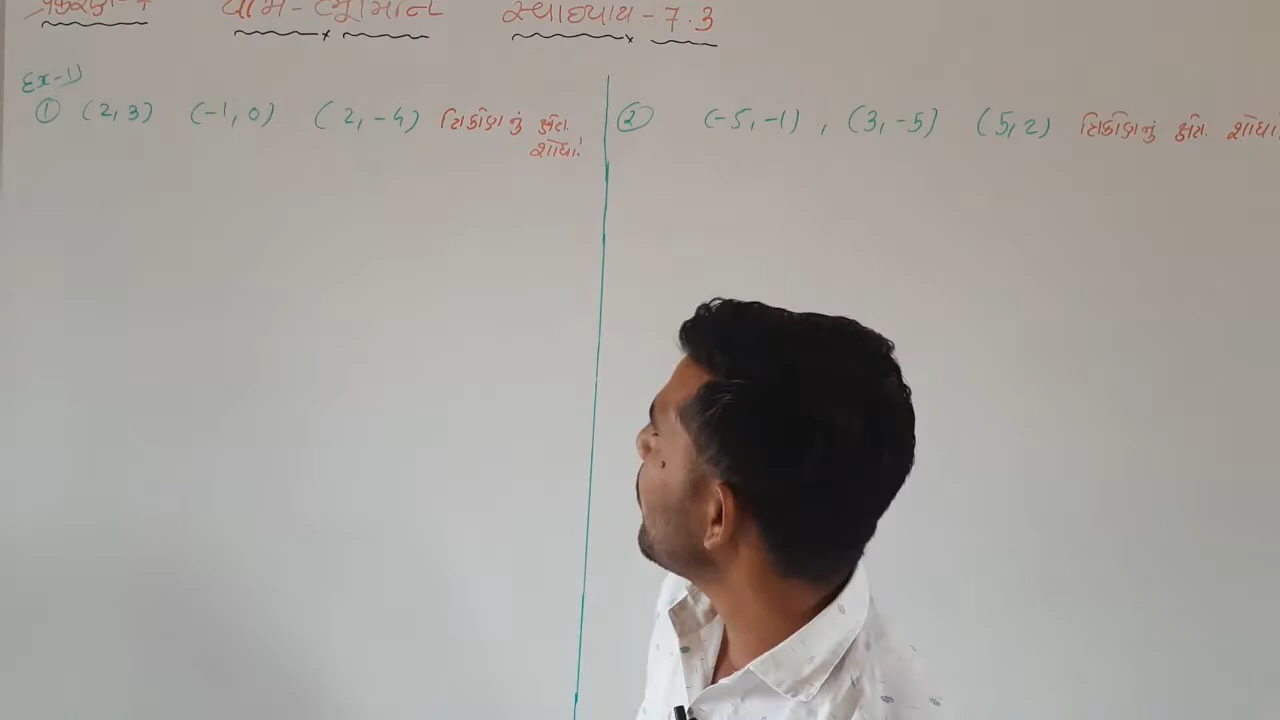 પ્રકરણ-7 યામ-ભૂમિતિ સ્વાધ્યાય-7.3
Ex-1)
① (2,3) (-1,0) (2,-4) ત્રિકોણનું ક્ષેત્ર.
શોધો.
② (-5,-1), (3,-5) (5,2) ત્રિકોણનું ક્ષેત્ર. શોધો.